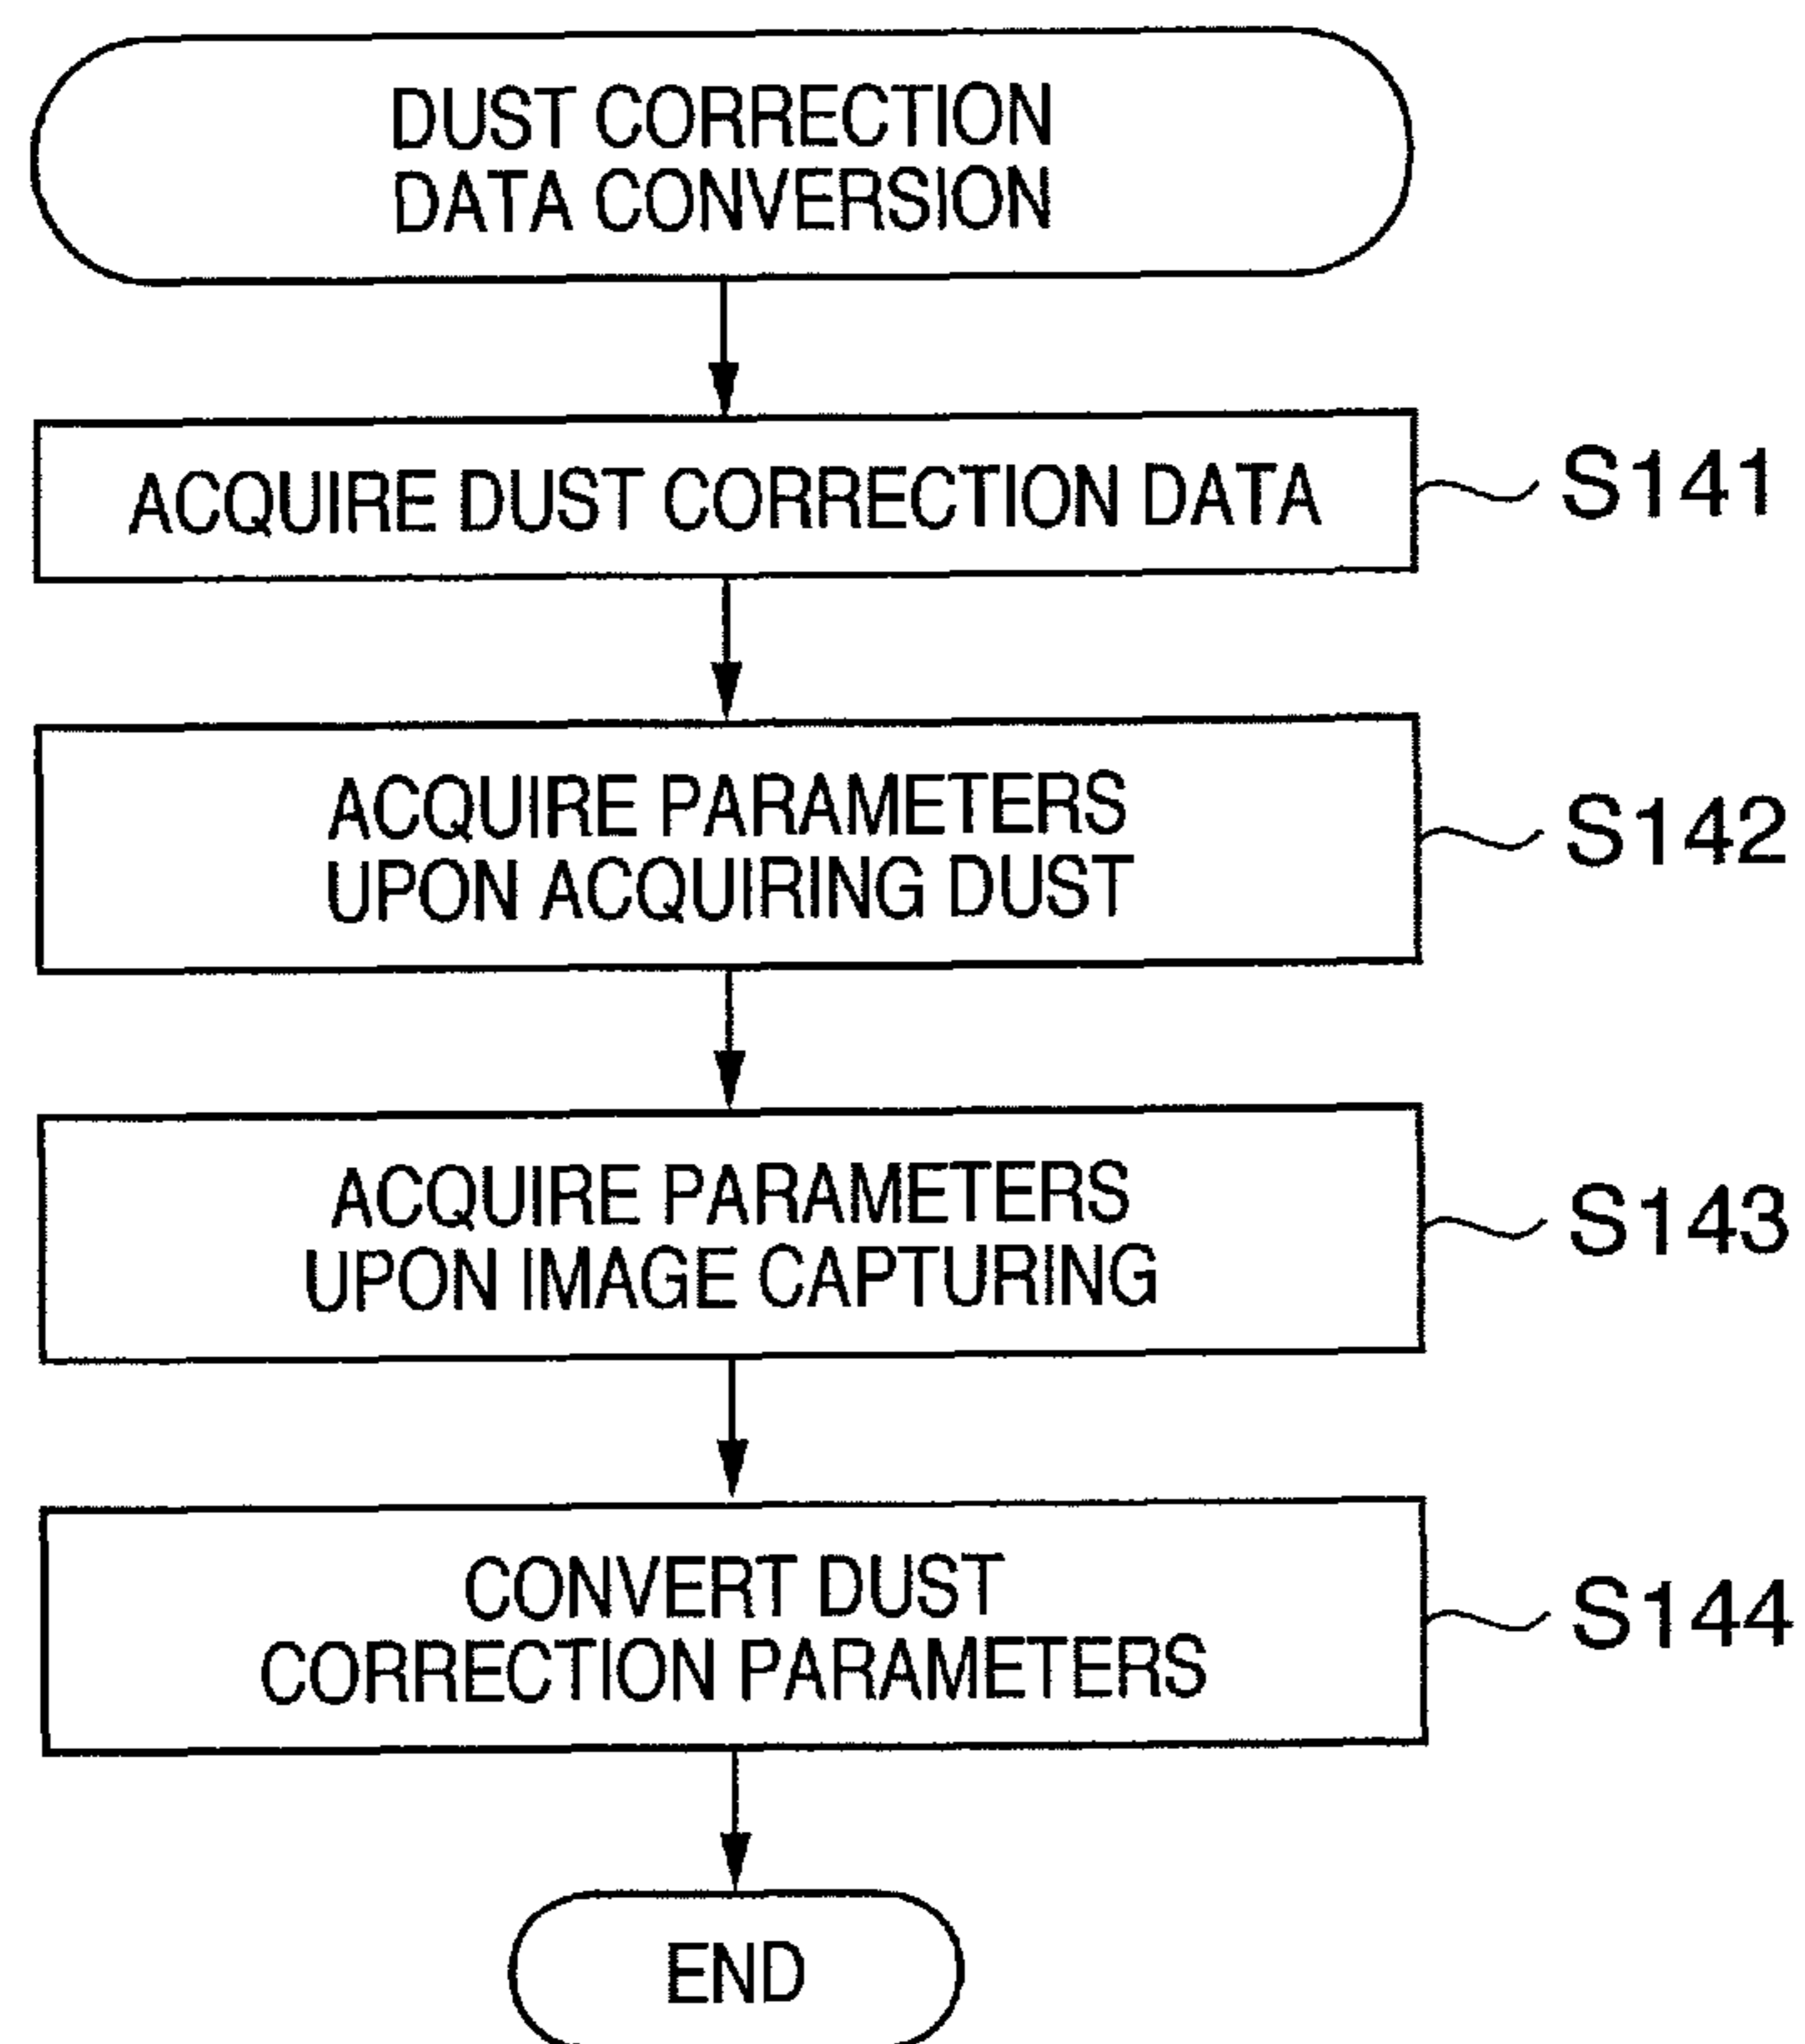 DUST CORRECTION
DATA CONVERSION
ACQUIRE DUST CORRECTION DATA
S141
ACQUIRE PARAMETERS
UPON ACQUIRING DUST
S142
ACQUIRE PARAMETERS
UPON IMAGE CAPTURING
S143
CONVERT DUST
CORRECTION PARAMETERS
S144
END